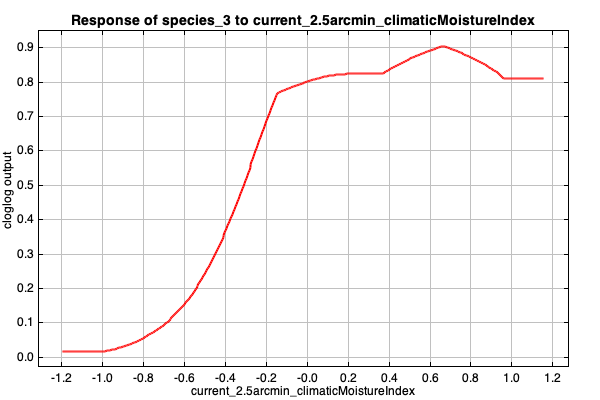 Response of species_3 to current_2.5arcmin_climaticMoistureIndex
cloglog output
0.9
0.8
0.7
0.6
0.5
0.4
0.3
0.2
0.1
0.0
-1.2 -1.0 -0.8 -0.6 -0.4 -0.2 -0.0 0.2 0.4 0.6 0.8 1.0 1.2
current_2.5arcmin_climaticMoistureIndex